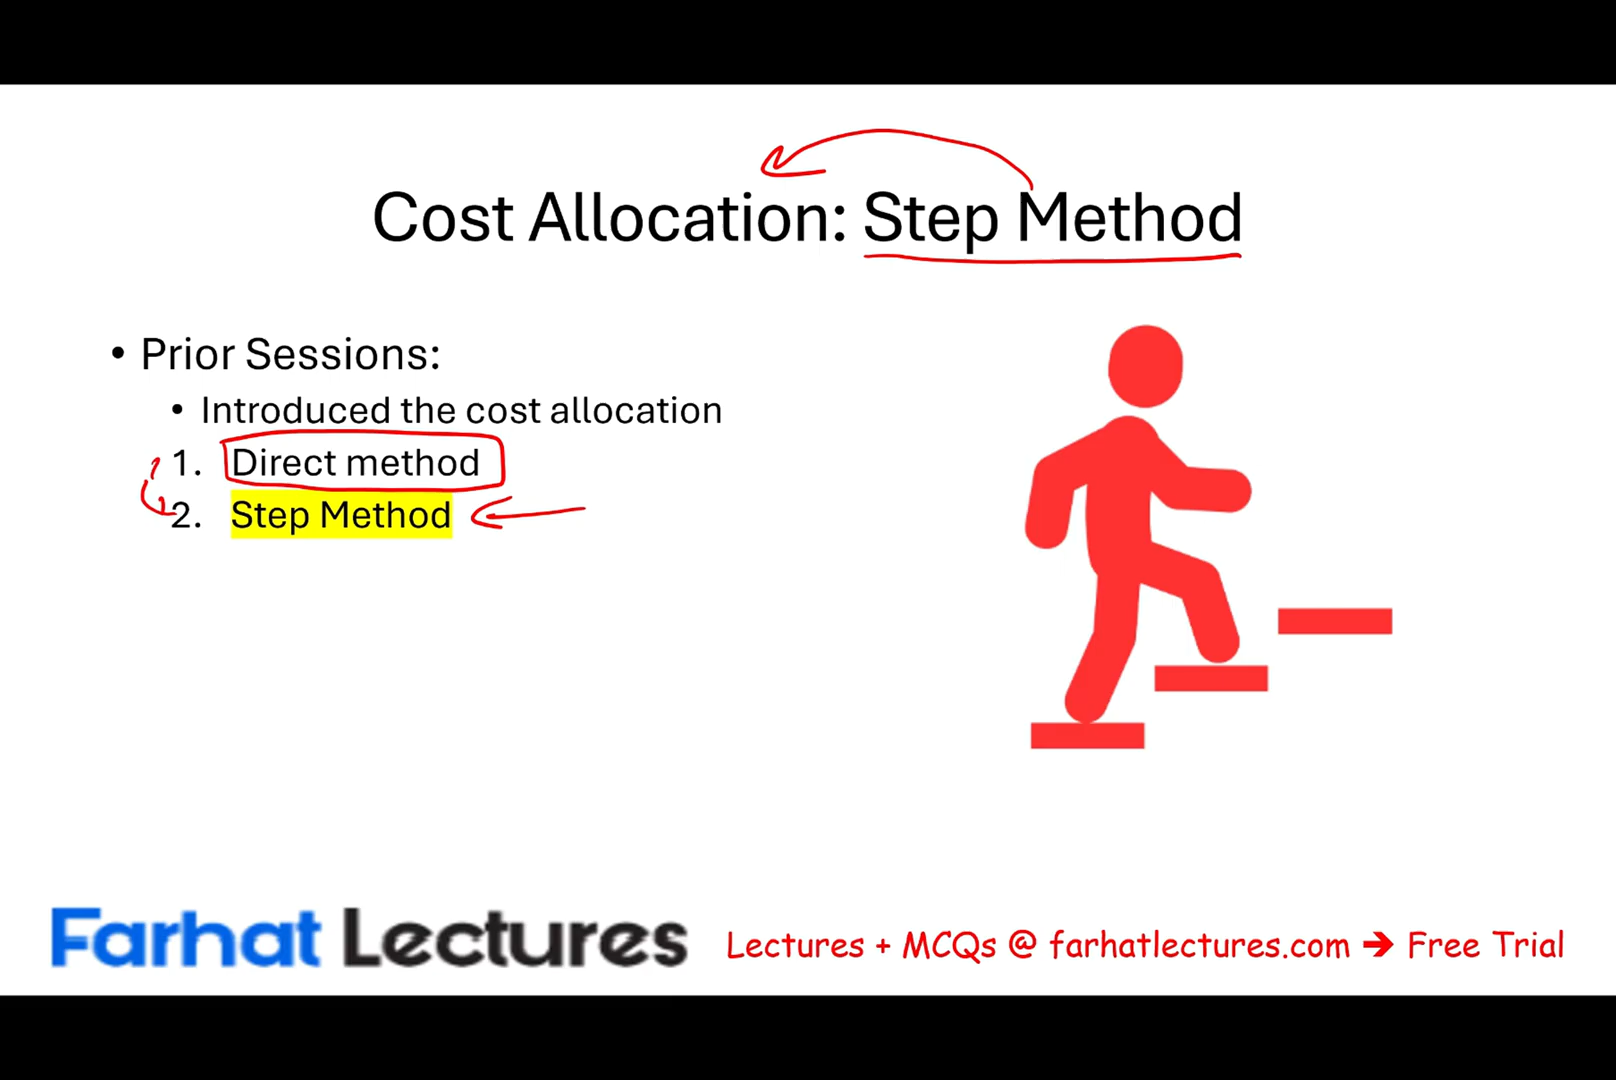 Cost Allocation: Step Method
• Prior Sessions:
• Introduced the cost allocation
1. Direct method
2. Step Method
Farhat Lectures
Lectures + MCQs @ farhatlectures.com ➔ Free Trial